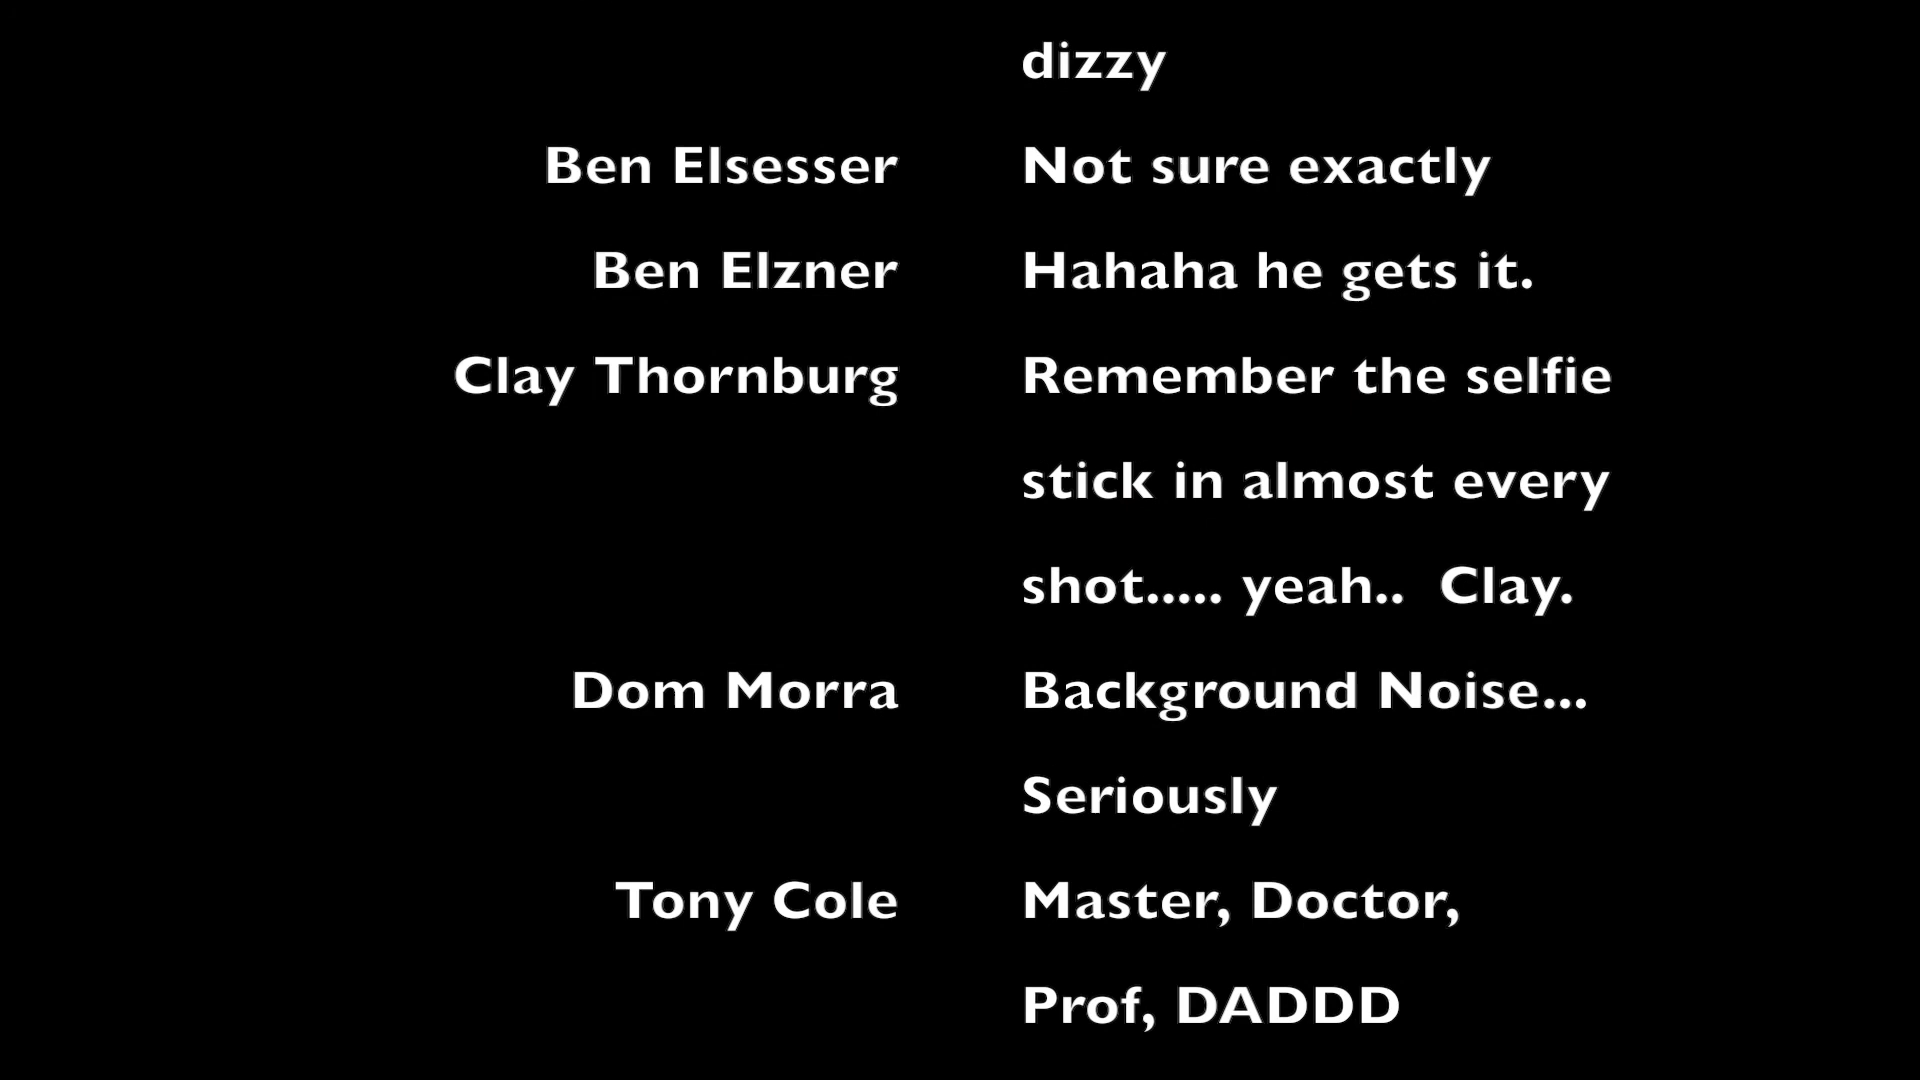 dizzy
Ben Elsesser Not sure exactly
Ben Elzner Hahaha he gets it.
Clay Thornburg Remember the selfie
stick in almost every
shot..... yeah..  Clay.
Dom Morra Background Noise...
Seriously
Tony Cole Master, Doctor,
Prof, DADDD